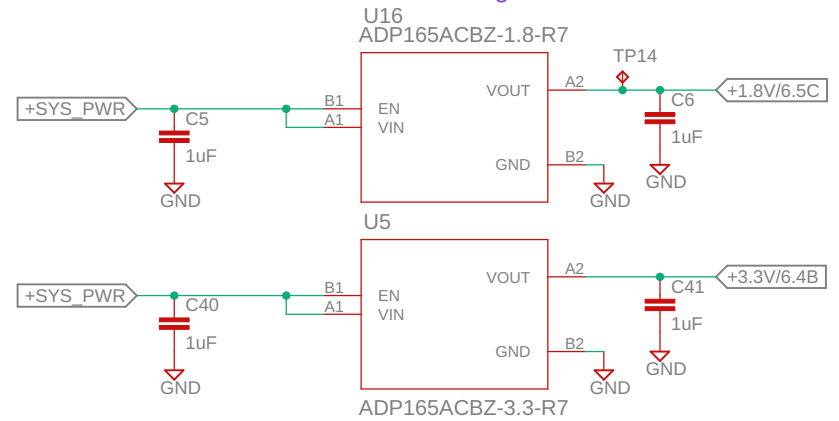 U16
ADP165ACBZ-1.8-R7
TP14
+SYS_PWR
C5
1uF
GND
B1
A1
EN
VIN
VOUT
GND
A2
B2
GND
C6
1uF
GND
+1.8V/6.5C
U5
+SYS_PWR
C40
1uF
GND
B1
A1
EN
VIN
VOUT
GND
A2
B2
GND
C41
1uF
GND
+3.3V/6.4B
ADP165ACBZ-3.3-R7